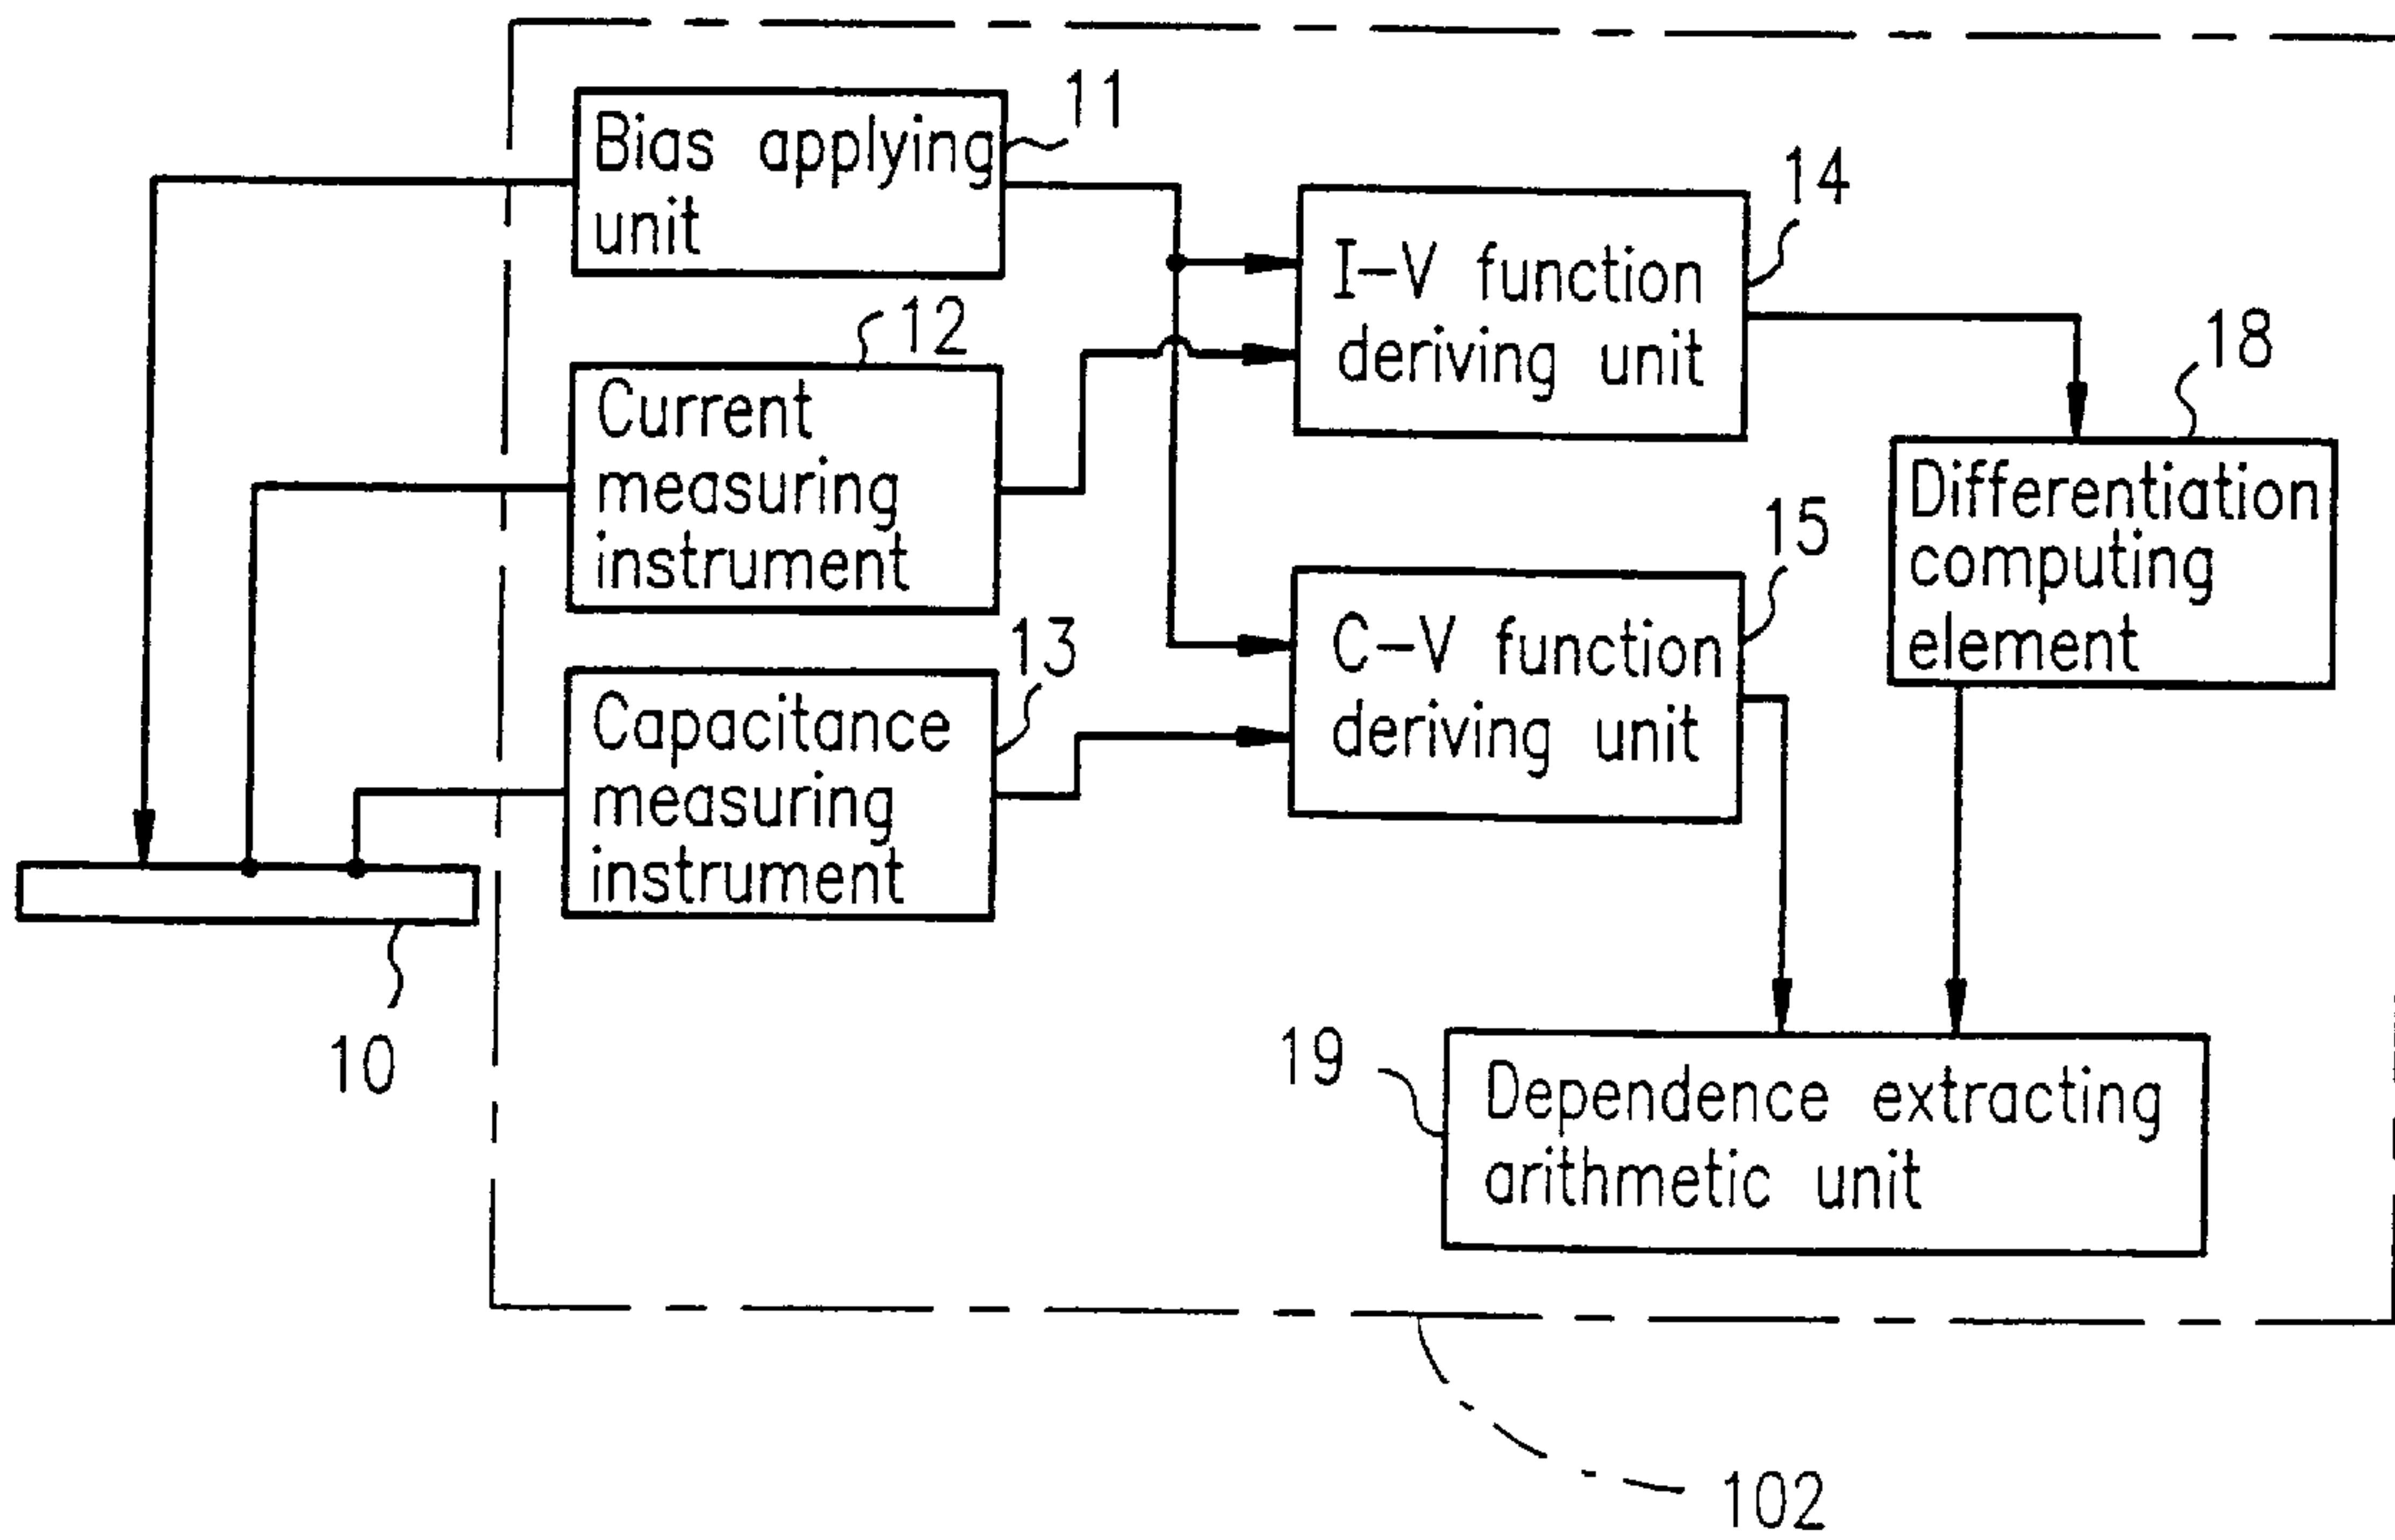 11
Bias applying
unit
14
I-V function
deriving unit
12
Current
measuring
instrument
18
Differentiation
computing
element
15
C-V function
deriving unit
13
Capacitance
measuring
instrument
10
19
Dependence extracting
arithmetic unit
102